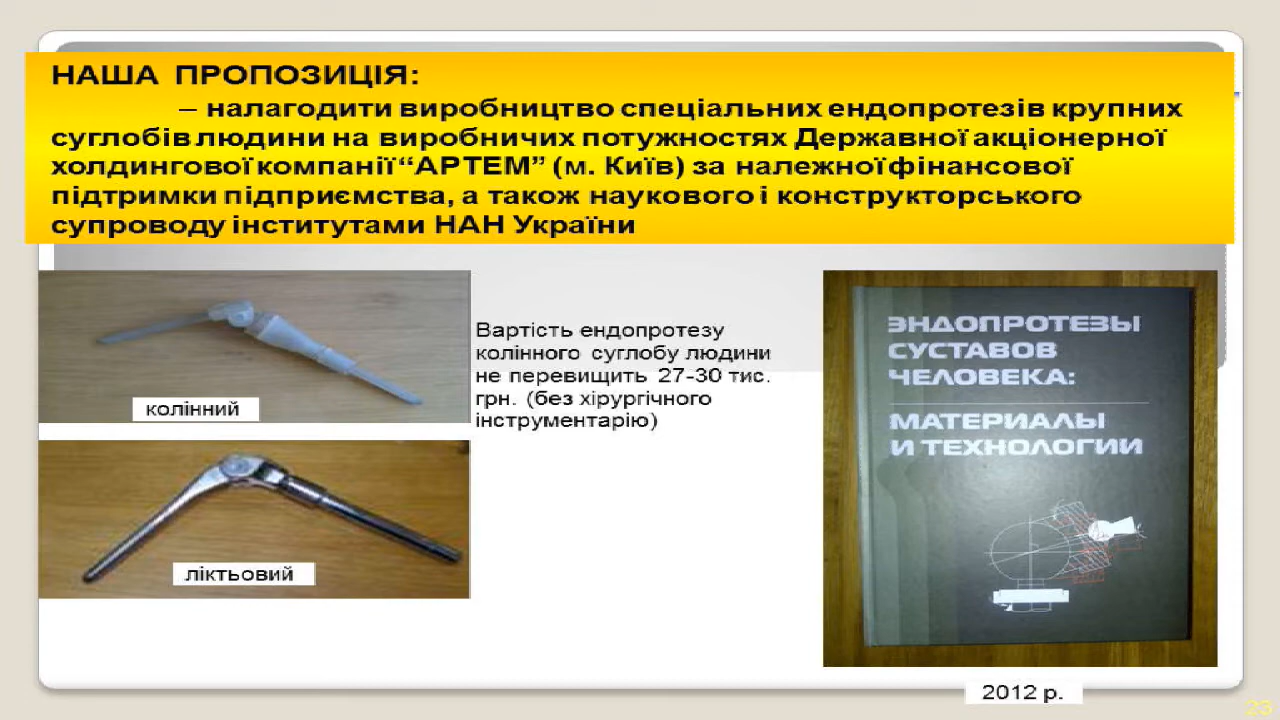 НАША ПРОПОЗИЦІЯ:
– налагодити виробництво спеціальних ендопротезів крупних
суглобів людини на виробничих потужностях Державної акціонерної
холдингової компанії “АРТЕМ” (м. Київ) за належної фінансової
підтримки підприємства, а також наукового і конструкторського
супроводу інститутами НАН України
колінний
Вартість ендопротезу
колінного суглобу людини
не перевищить 27-30 тис.
грн. (без хірургічного
інструментарію)
ліктьовий
ЭНДОПРОТЕЗЫ
СУСТАВОВ
ЧЕЛОВЕКА:
МАТЕРИАЛЫ
И ТЕХНОЛОГИИ
2012 р.
23